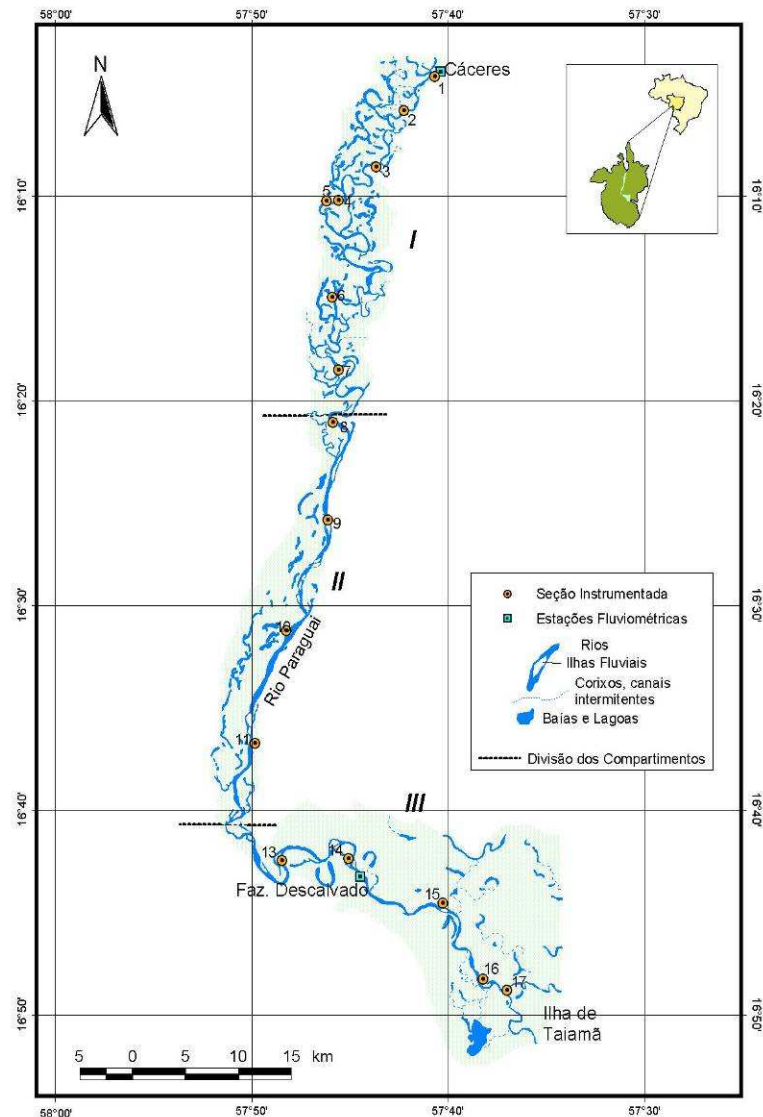 58°00'
57°50'
57°40'
57°30'
N
Cáceres
1
2
3
16°10'
16°10'
5
4
I
6
7
16°20'
16°20'
8
9
II
16°30'
16°30'
10
Rio Paraguai
Seção Instrumentada
Estações Fluviométricas
Rios
Ilhas Fluviais
Corixos, canais
intermitentes
Baías e Lagoas
Divisão dos Compartimentos
11
III
16°40'
16°40'
13
14
Faz. Descalvado
15
16
17
16°50'
16°50'
Ilha de
Taiamã
5 0 5 10 15 km
58°00'
57°50'
57°40'
57°30'